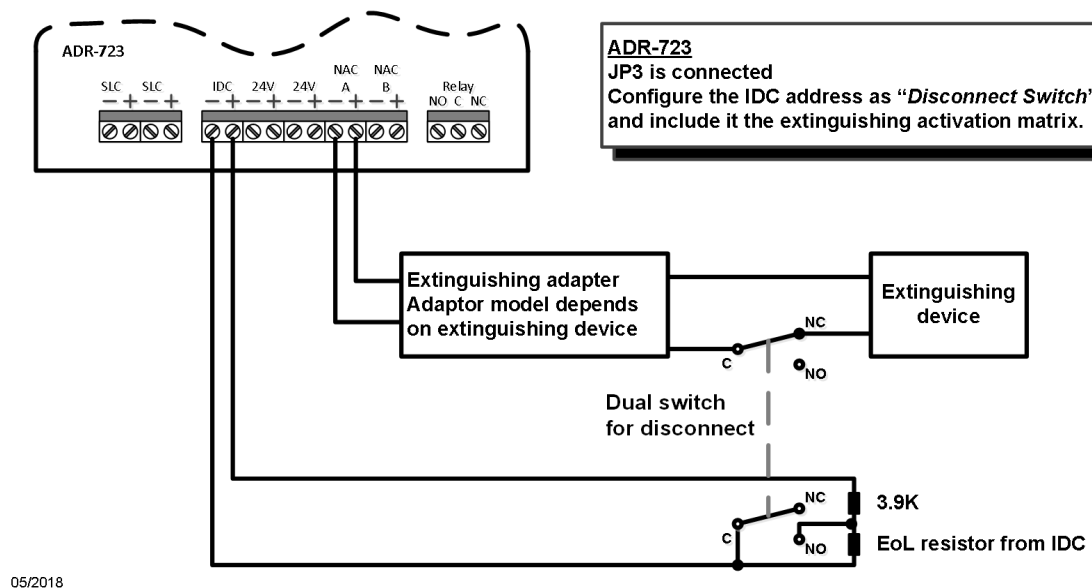 ADR-723
SLC SLC IDC 24V 24V NAC A NAC B Relay
− + − + − + − + − + − + − + NO C NC
ADR-723
JP3 is connected
Configure the IDC address as “Disconnect Switch”
and include it the extinguishing activation matrix.
Extinguishing adapter
Adaptor model depends
on extinguishing device
Extinguishing
device
NC
C
NO
Dual switch
for disconnect
NC
C
NO
3.9K
EoL resistor from IDC
05/2018